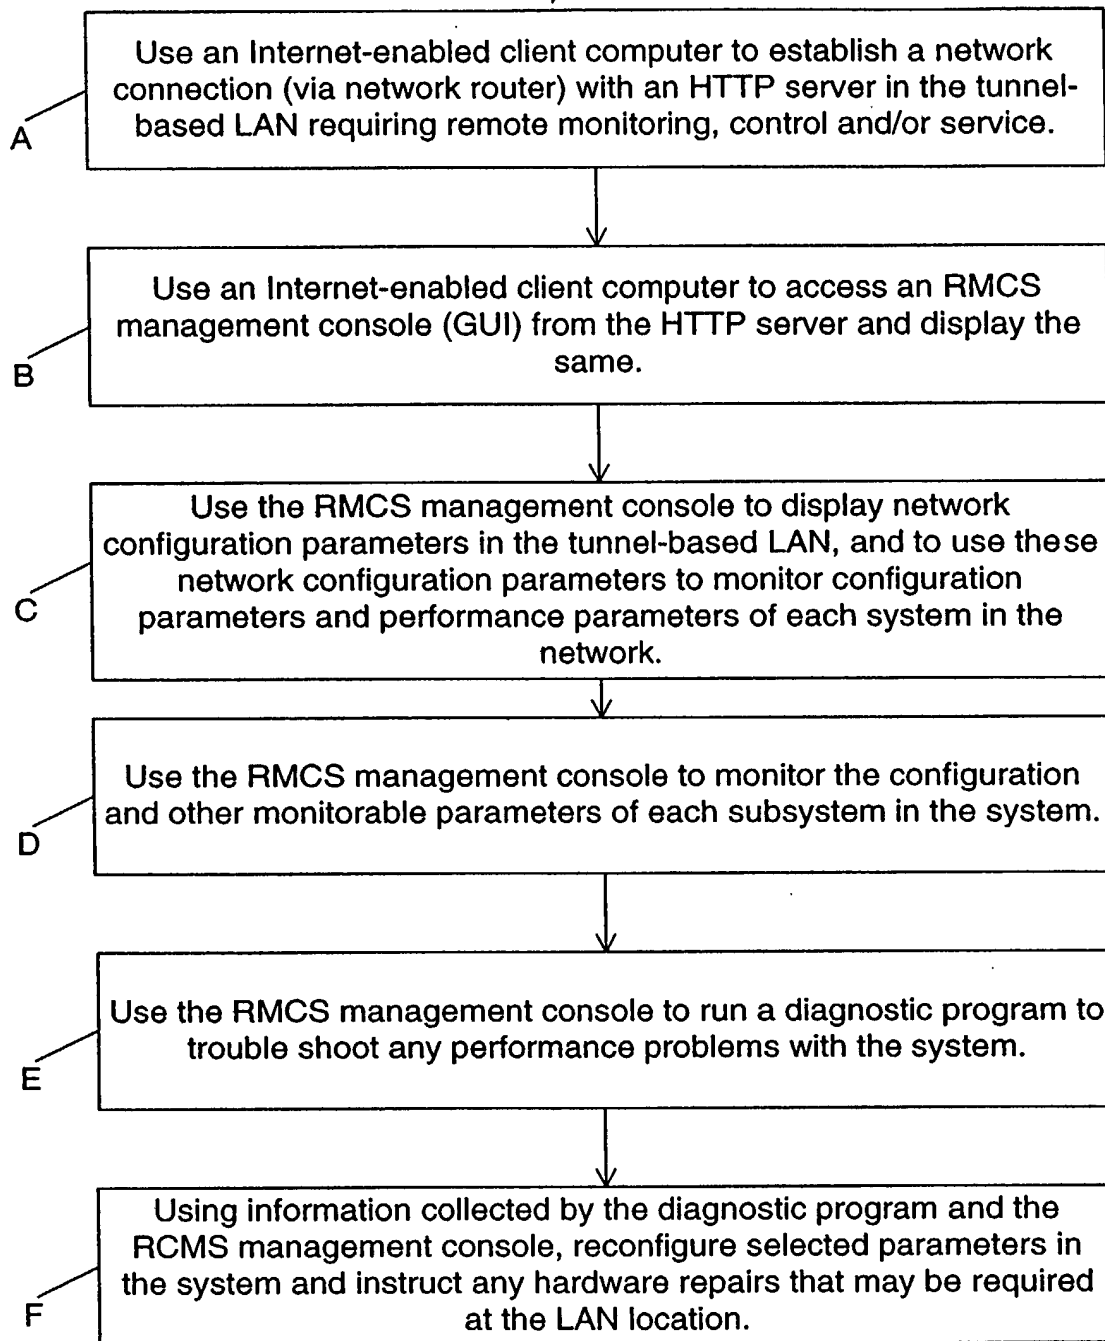 Use an Internet-enabled client computer to establish a network
connection (via network router) with an HTTP server in the tunnel-
based LAN requiring remote monitoring, control and/or service.
A
Use an Internet-enabled client computer to access an RMCS
management console (GUI) from the HTTP server and display the
same.
B
Use the RMCS management console to display network
configuration parameters in the tunnel-based LAN, and to use these
network configuration parameters to monitor configuration
parameters and performance parameters of each system in the
network.
C
Use the RMCS management console to monitor the configuration
and other monitorable parameters of each subsystem in the system.
D
Use the RMCS management console to run a diagnostic program to
trouble shoot any performance problems with the system.
E
Using information collected by the diagnostic program and the
RCMS management console, reconfigure selected parameters in
the system and instruct any hardware repairs that may be required
at the LAN location.
F